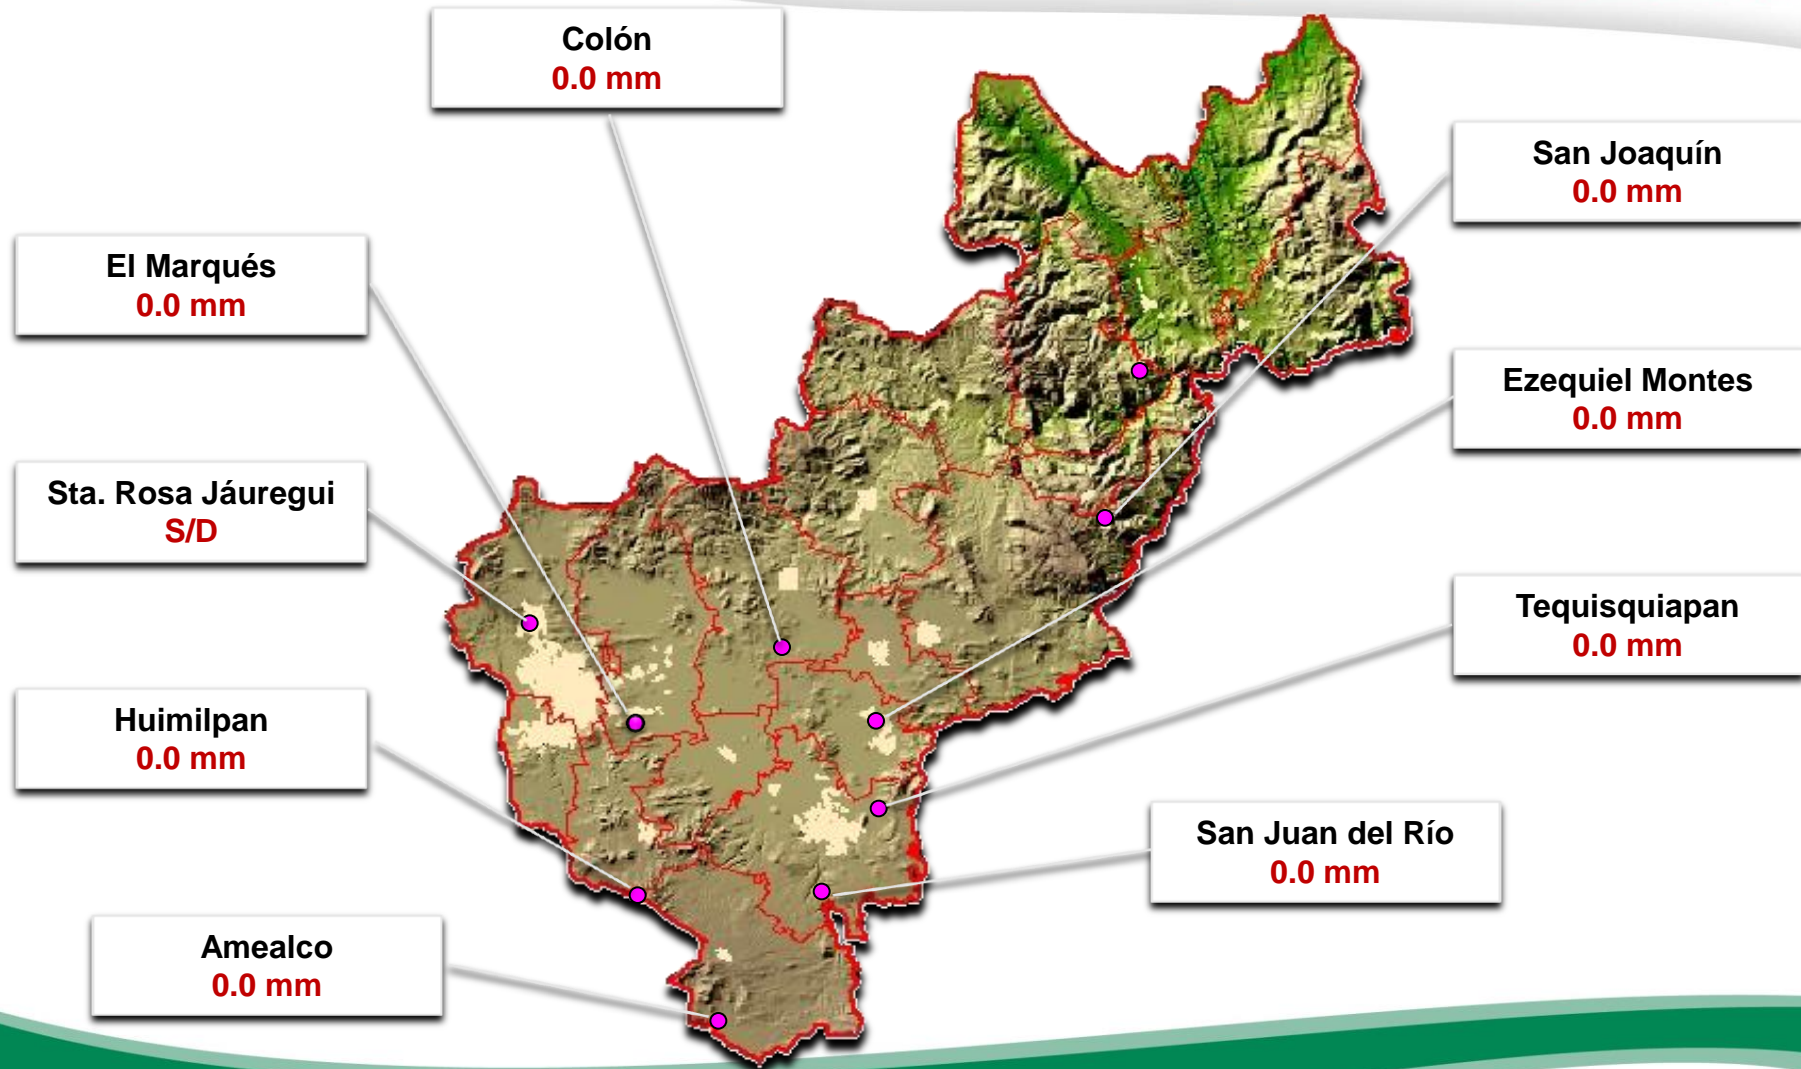 Colón
0.0 mm
San Joaquín
0.0 mm
El Marqués
0.0 mm
Ezequiel Montes
0.0 mm
Sta. Rosa Jáuregui
S/D
Tequisquiapan
0.0 mm
Huimilpan
0.0 mm
San Juan del Río
0.0 mm
Amealco
0.0 mm